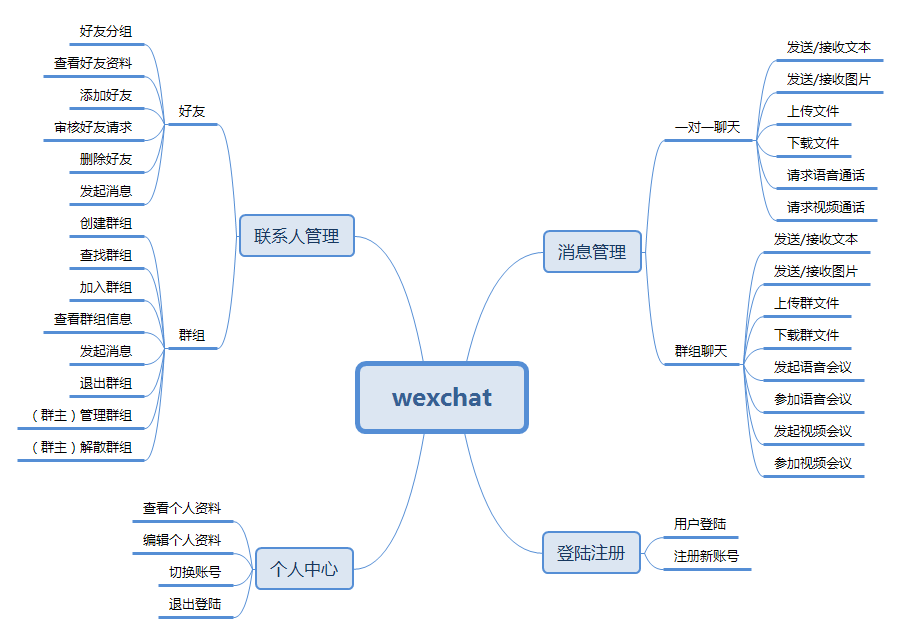 wexchat
联系人管理
好友
好友分组
查看好友资料
添加好友
审核好友请求
删除好友
发起消息
群组
创建群组
查找群组
加入群组
查看群组信息
发起消息
退出群组
（群主）管理群组
（群主）解散群组
消息管理
一对一聊天
发送/接收文本
发送/接收图片
上传文件
下载文件
请求语音通话
请求视频通话
群组聊天
发送/接收文本
发送/接收图片
上传群文件
下载群文件
发起语音会议
参加语音会议
发起视频会议
参加视频会议
个人中心
查看个人资料
编辑个人资料
切换账号
退出登陆
登陆注册
用户登陆
注册新账号